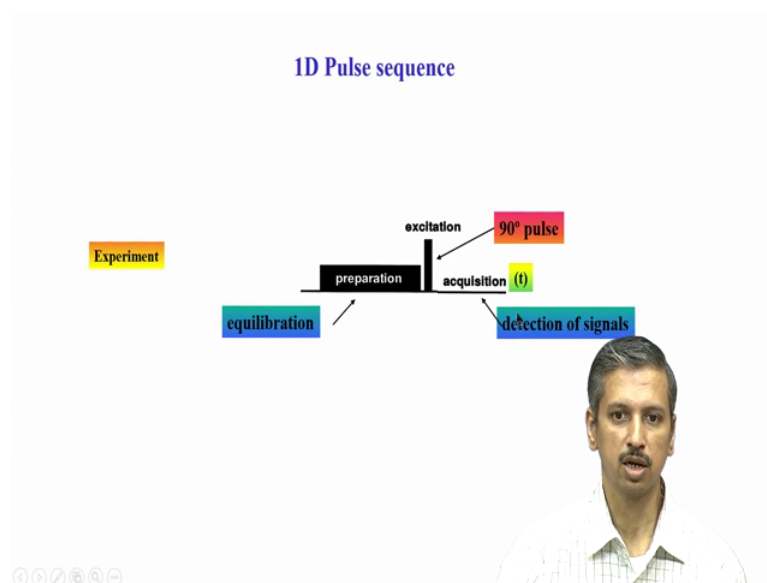 1D Pulse sequence
excitation
90º pulse
Experiment
preparation
acquisition (t)
equilibration
detection of signals